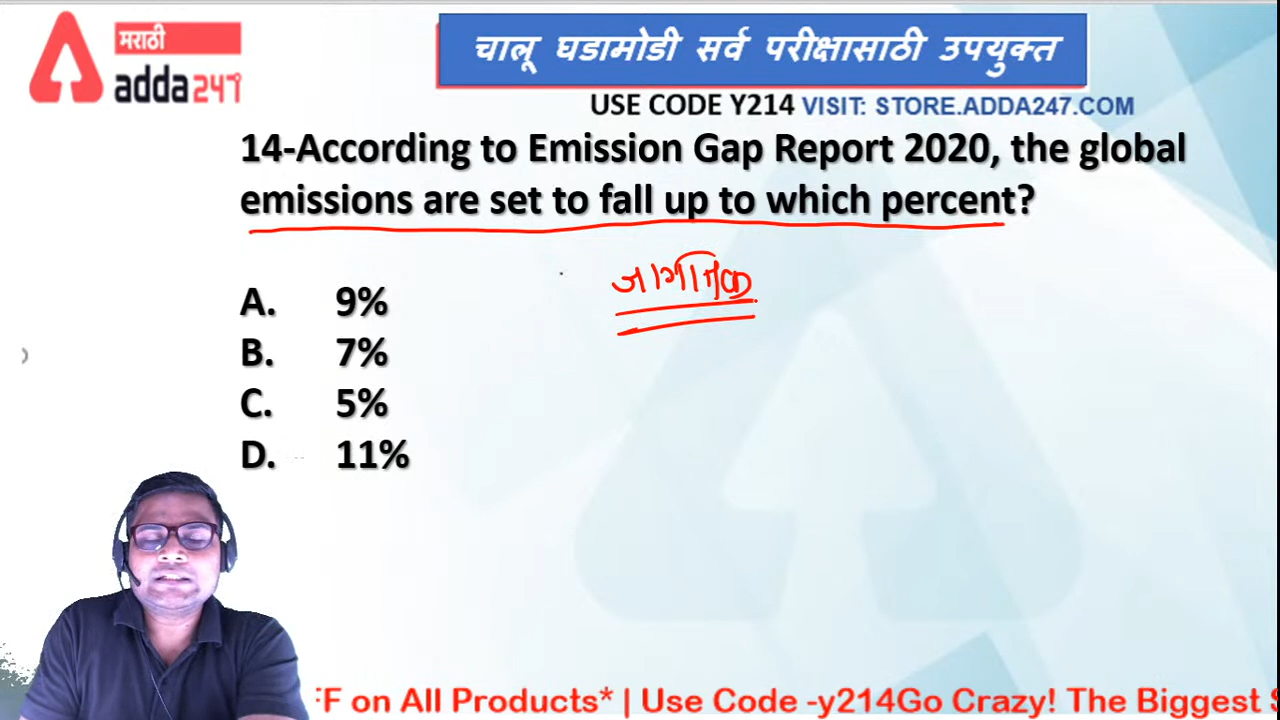 मराठी
adda247
चालू घडामोडी सर्व परीक्षासाठी उपयुक्त
USE CODE Y214 VISIT: STORE.ADDA247.COM
14-According to Emission Gap Report 2020, the global
emissions are set to fall up to which percent?
जागतिक
A. 9%
B. 7%
C. 5%
D. 11%
FF on All Products* | Use Code -y214Go Crazy! The Biggest S